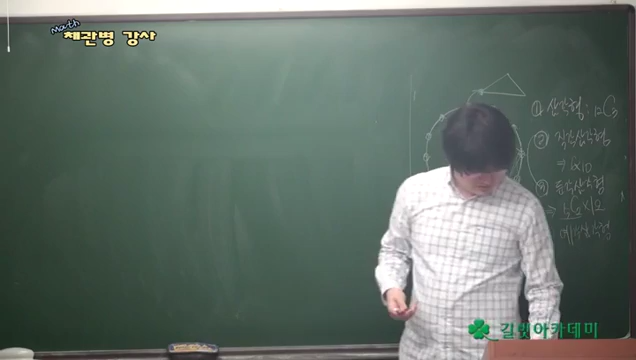 Math
채관병 강사
① 삼각형 : 12C3
② 직각삼각형
⇒ 6×10
③ 둔각삼각형
⇒ 5C2×12
예각삼각형
길벗아카데미